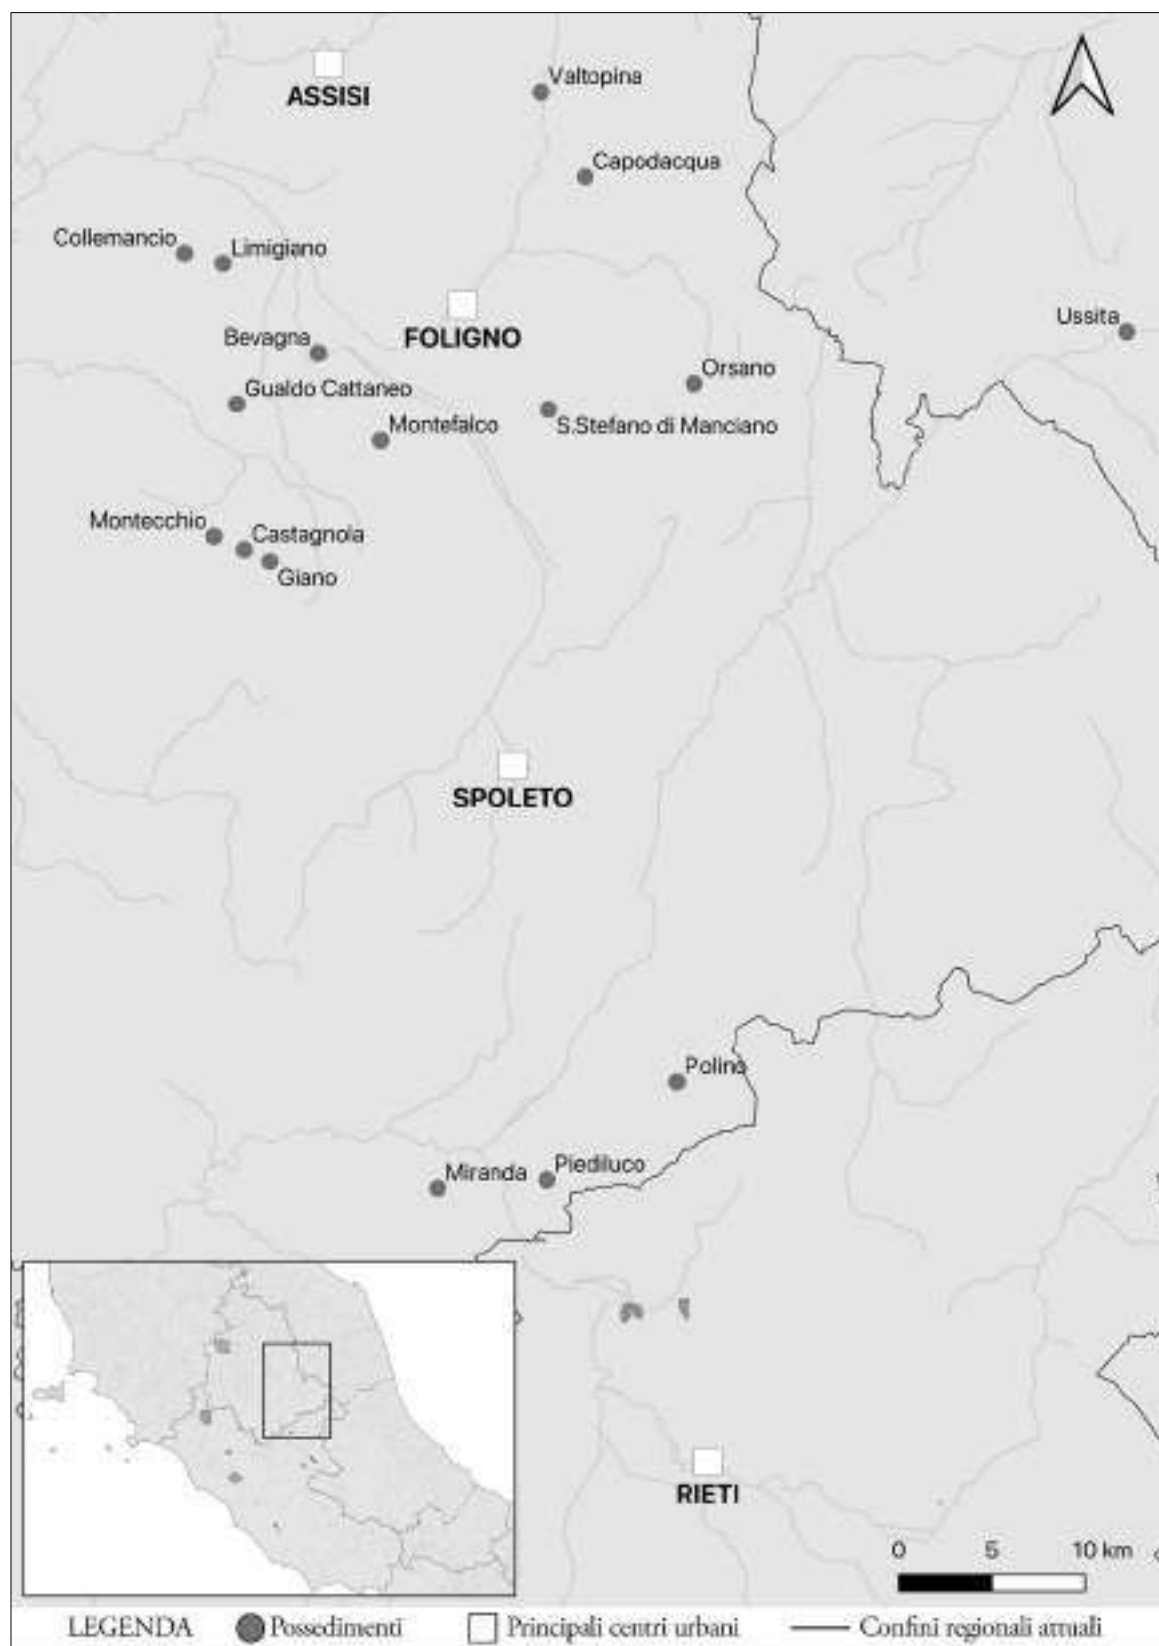 Valtopina
ASSISI
Capodacqua
Collemancio
Limigiano
Ussita
Bevagna
FOLIGNO
Orsano
Gualdo Cattaneo
Montefalco
S.Stefano di Manciano
Montecchio
Castagnola
Giano
SPOLETO
Polino
Piediluco
Miranda
RIETI
0 5 10 km
LEGENDA Possedimenti Principali centri urbani Confini regionali attuali